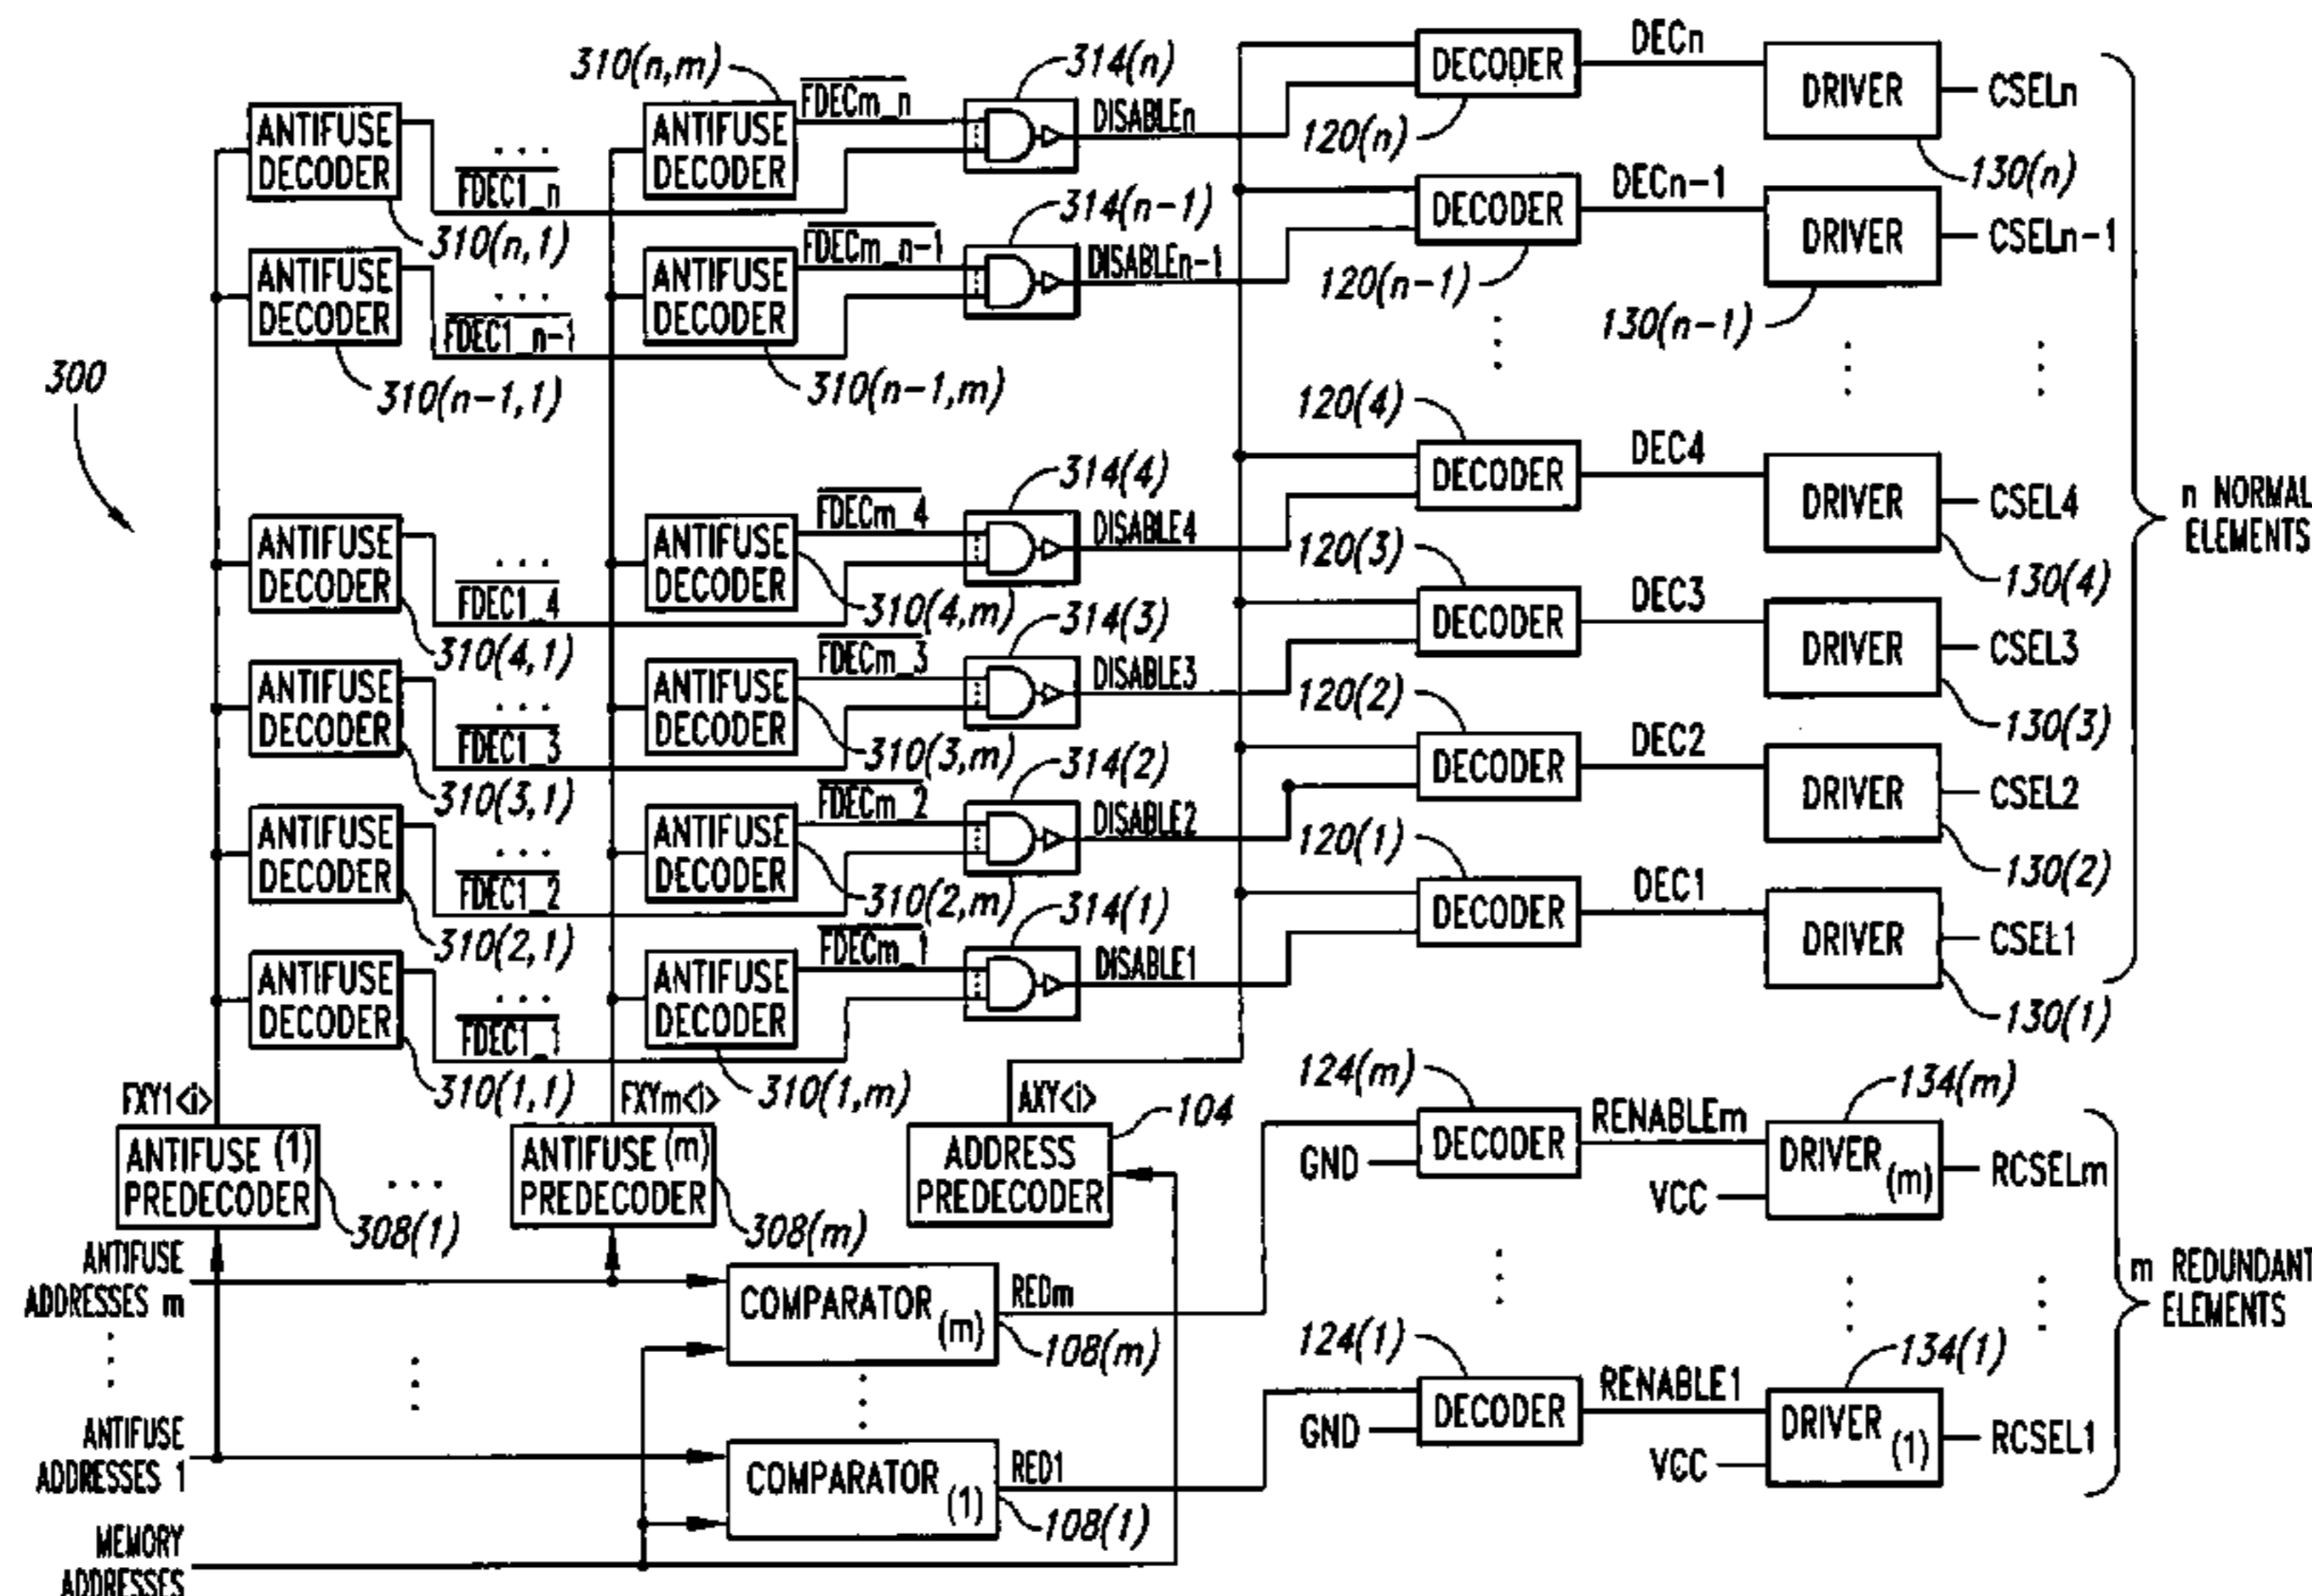 310(n,m)
FDECm_n
314(n)
DISABLEn
DECODER
DECn
DRIVER
CSELn
120(n)
130(n)
ANTIFUSE
DECODER
. . .
FDEC1_n
ANTIFUSE
DECODER
310(n,1)
FDECm_n-1
314(n-1)
DISABLEn-1
DECODER
DECn-1
DRIVER
CSELn-1
120(n-1)
130(n-1)
ANTIFUSE
DECODER
. . .
FDEC1_n-1
ANTIFUSE
DECODER
310(n-1,1)
310(n-1,m)
300
n NORMAL
ELEMENTS
FDECm_4
314(4)
DISABLE4
120(4)
DECODER
DEC4
DRIVER
CSEL4
130(4)
ANTIFUSE
DECODER
. . .
FDEC1_4
ANTIFUSE
DECODER
310(4,1)
310(4,m)
FDECm_3
314(3)
DISABLE3
120(3)
DECODER
DEC3
DRIVER
CSEL3
130(3)
ANTIFUSE
DECODER
. . .
FDEC1_3
ANTIFUSE
DECODER
310(3,1)
310(3,m)
FDECm_2
314(2)
DISABLE2
120(2)
DECODER
DEC2
DRIVER
CSEL2
130(2)
ANTIFUSE
DECODER
. . .
FDEC1_2
ANTIFUSE
DECODER
310(2,1)
310(2,m)
FDECm_1
314(1)
DISABLE1
120(1)
DECODER
DEC1
DRIVER
CSEL1
130(1)
ANTIFUSE
DECODER
. . .
FDEC1_1
ANTIFUSE
DECODER
310(1,1)
310(1,m)
FXY1<i>
FXYm<i>
AXY<i>
ANTIFUSE (1)
PREDECODER
308(1)
. . .
ANTIFUSE (m)
PREDECODER
308(m)
ADDRESS
PREDECODER
104
124(m)
GND
DECODER
RENABLEm
VCC
DRIVER
(m)
134(m)
RCSELm
m REDUNDANT
ELEMENTS
ANTIFUSE
ADDRESSES m
COMPARATOR
(m)
REDm
108(m)
124(1)
GND
DECODER
RENABLE1
VCC
DRIVER
(1)
134(1)
RCSEL1
ANTIFUSE
ADDRESSES 1
COMPARATOR
(1)
RED1
108(1)
MEMORY
ADDRESSES